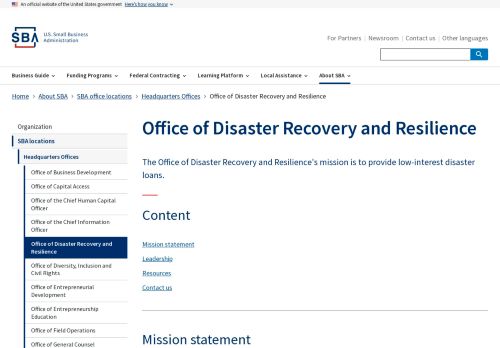 An official website of the United States government Here's how you know
SBA U.S. Small Business
Administration
For Partners Newsroom Contact us Other languages
Business Guide Funding Programs Federal Contracting Learning Platform Local Assistance About SBA
Home › About SBA › SBA office locations › Headquarters Offices › Office of Disaster Recovery and Resilience
Organization
SBA locations
Headquarters Offices
Office of Business Development
Office of Capital Access
Office of the Chief Human Capital
Officer
Office of the Chief Information
Officer
Office of Disaster Recovery and
Resilience
Office of Diversity, Inclusion and
Civil Rights
Office of Entrepreneurial
Development
Office of Entrepreneurship
Education
Office of Field Operations
Office of General Counsel
Office of Disaster Recovery and Resilience
The Office of Disaster Recovery and Resilience's mission is to provide low-interest disaster
loans.
Content
Mission statement
Leadership
Resources
Contact us
Mission statement